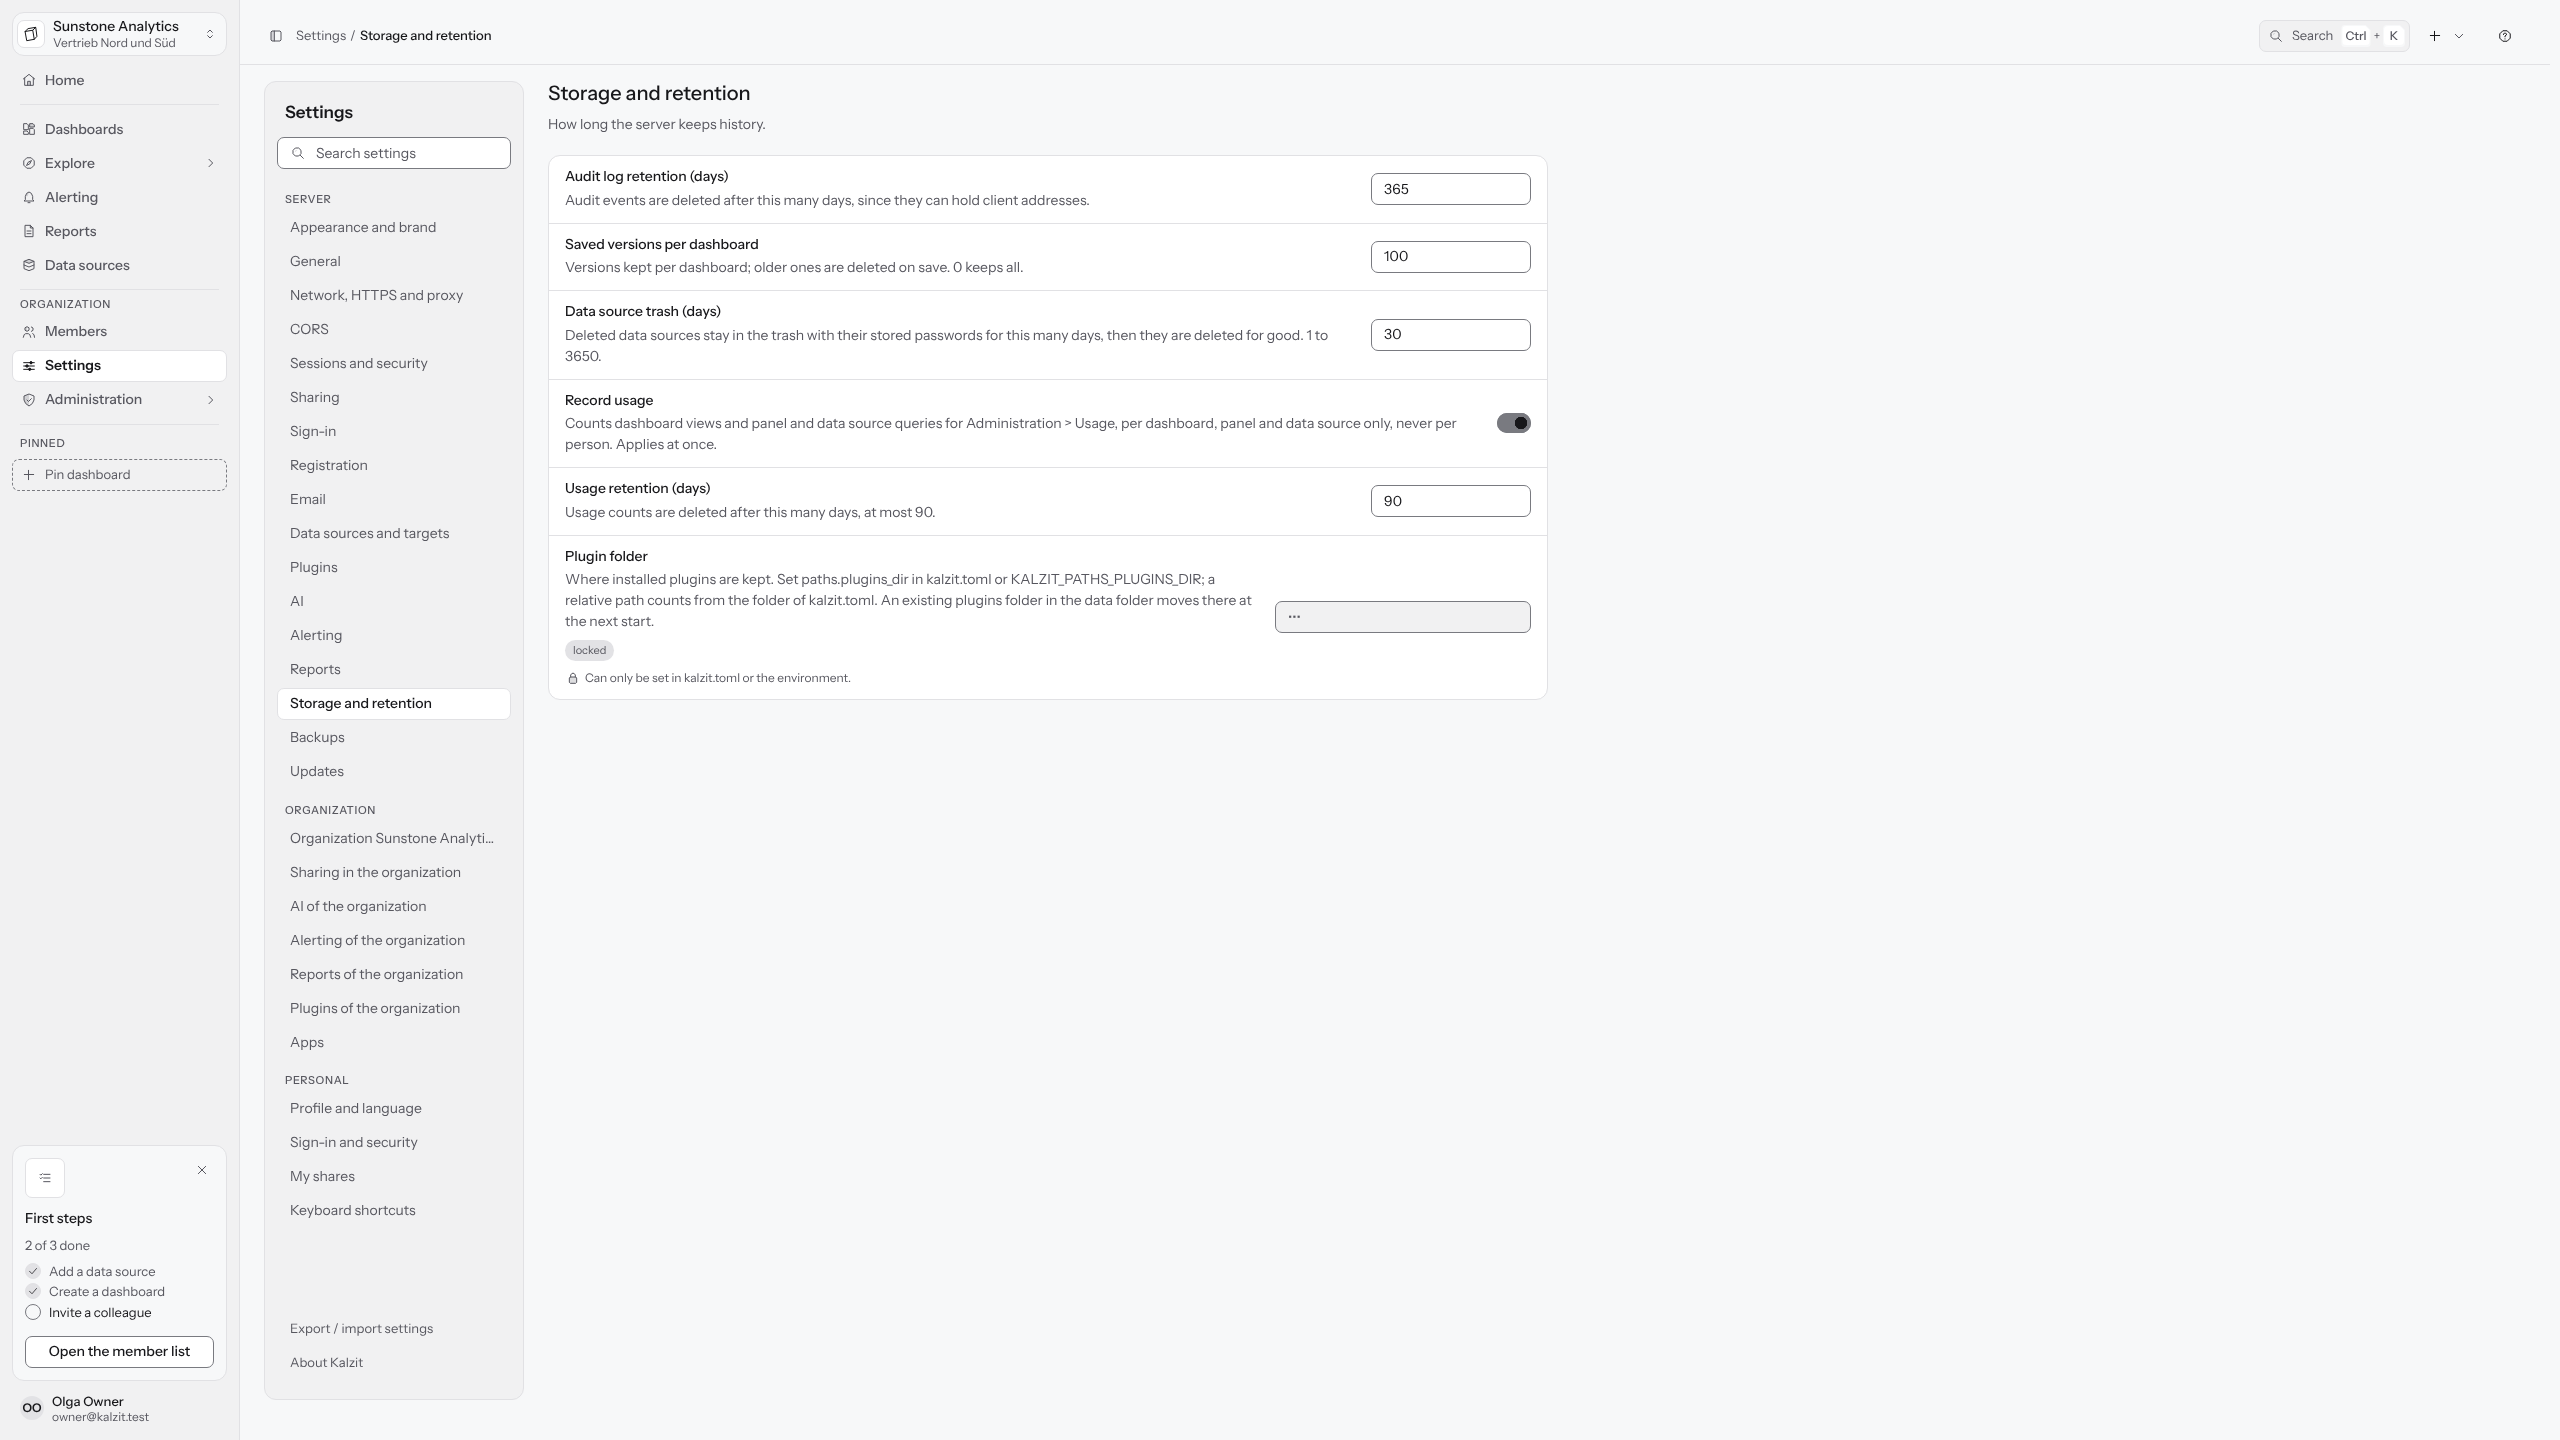 Sunstone Analytics
Vertrieb Nord und Süd
Home
Dashboards
Explore
Alerting
Reports
Data sources
ORGANIZATION
Members
Settings
Administration
PINNED
Pin dashboard
First steps
2 of 3 done
Add a data source
Create a dashboard
Invite a colleague
Open the member list
OO
Olga Owner
owner@kalzit.test
Settings / Storage and retention
Search Ctrl + K
Settings
Search settings
SERVER
Appearance and brand
General
Network, HTTPS and proxy
CORS
Sessions and security
Sharing
Sign-in
Registration
Email
Data sources and targets
Plugins
AI
Alerting
Reports
Storage and retention
Backups
Updates
ORGANIZATION
Organization Sunstone Analyti...
Sharing in the organization
AI of the organization
Alerting of the organization
Reports of the organization
Plugins of the organization
Apps
PERSONAL
Profile and language
Sign-in and security
My shares
Keyboard shortcuts
Export / import settings
About Kalzit
Storage and retention
How long the server keeps history.
Audit log retention (days)
Audit events are deleted after this many days, since they can hold client addresses.
365
Saved versions per dashboard
Versions kept per dashboard; older ones are deleted on save. 0 keeps all.
100
Data source trash (days)
Deleted data sources stay in the trash with their stored passwords for this many days, then they are deleted for good. 1 to
3650.
30
Record usage
Counts dashboard views and panel and data source queries for Administration > Usage, per dashboard, panel and data source only, never per
person. Applies at once.
Usage retention (days)
Usage counts are deleted after this many days, at most 90.
90
Plugin folder
Where installed plugins are kept. Set paths.plugins_dir in kalzit.toml or KALZIT_PATHS_PLUGINS_DIR; a
relative path counts from the folder of kalzit.toml. An existing plugins folder in the data folder moves there at
the next start.
•••
locked
Can only be set in kalzit.toml or the environment.